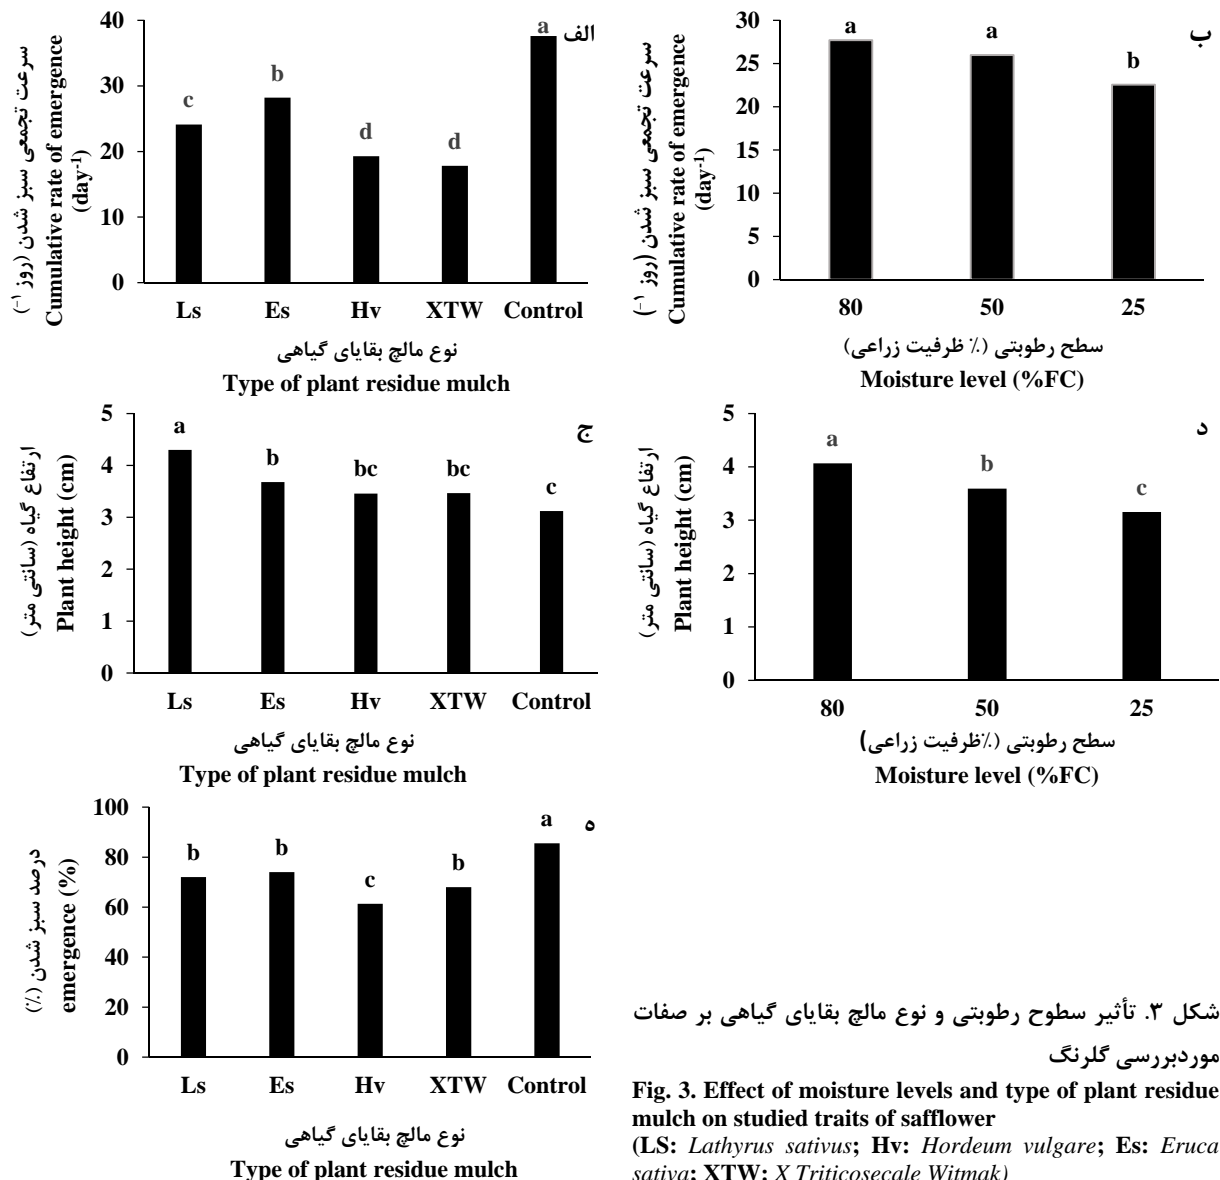 الف
سرعت تجمعی سبز شدن (روز ⁻¹)
Cumulative rate of emergence
(day⁻¹)
40
30
20
10
0
c
b
d
d
a
Ls Es Hv XTW Control
نوع مالچ بقایای گیاهی
Type of plant residue mulch
ب
سرعت تجمعی سبز شدن (روز ⁻¹)
Cumulative rate of emergence
(day⁻¹)
30
25
20
15
10
5
0
a
a
b
80 50 25
سطح رطوبتی (٪ ظرفیت زراعی)
Moisture level (%FC)
ج
ارتفاع گیاه (سانتی متر)
Plant height (cm)
5
4
3
2
1
0
a
b
bc
bc
c
Ls Es Hv XTW Control
نوع مالچ بقایای گیاهی
Type of plant residue mulch
د
ارتفاع گیاه (سانتی متر)
Plant height (cm)
5
4
3
2
1
0
a
b
c
80 50 25
سطح رطوبتی (٪ظرفیت زراعی)
Moisture level (%FC)
ه
درصد سبز شدن (٪)
emergence (%)
100
80
60
40
20
0
b
b
c
b
a
Ls Es Hv XTW Control
نوع مالچ بقایای گیاهی
Type of plant residue mulch
شکل ۳. تأثیر سطوح رطوبتی و نوع مالچ بقایای گیاهی بر صفات
موردبررسی گلرنگ
Fig. 3. Effect of moisture levels and type of plant residue
mulch on studied traits of safflower
(LS: Lathyrus sativus; Hv: Hordeum vulgare; Es: Eruca
sativa; XTW: X Triticosecale Witmak)